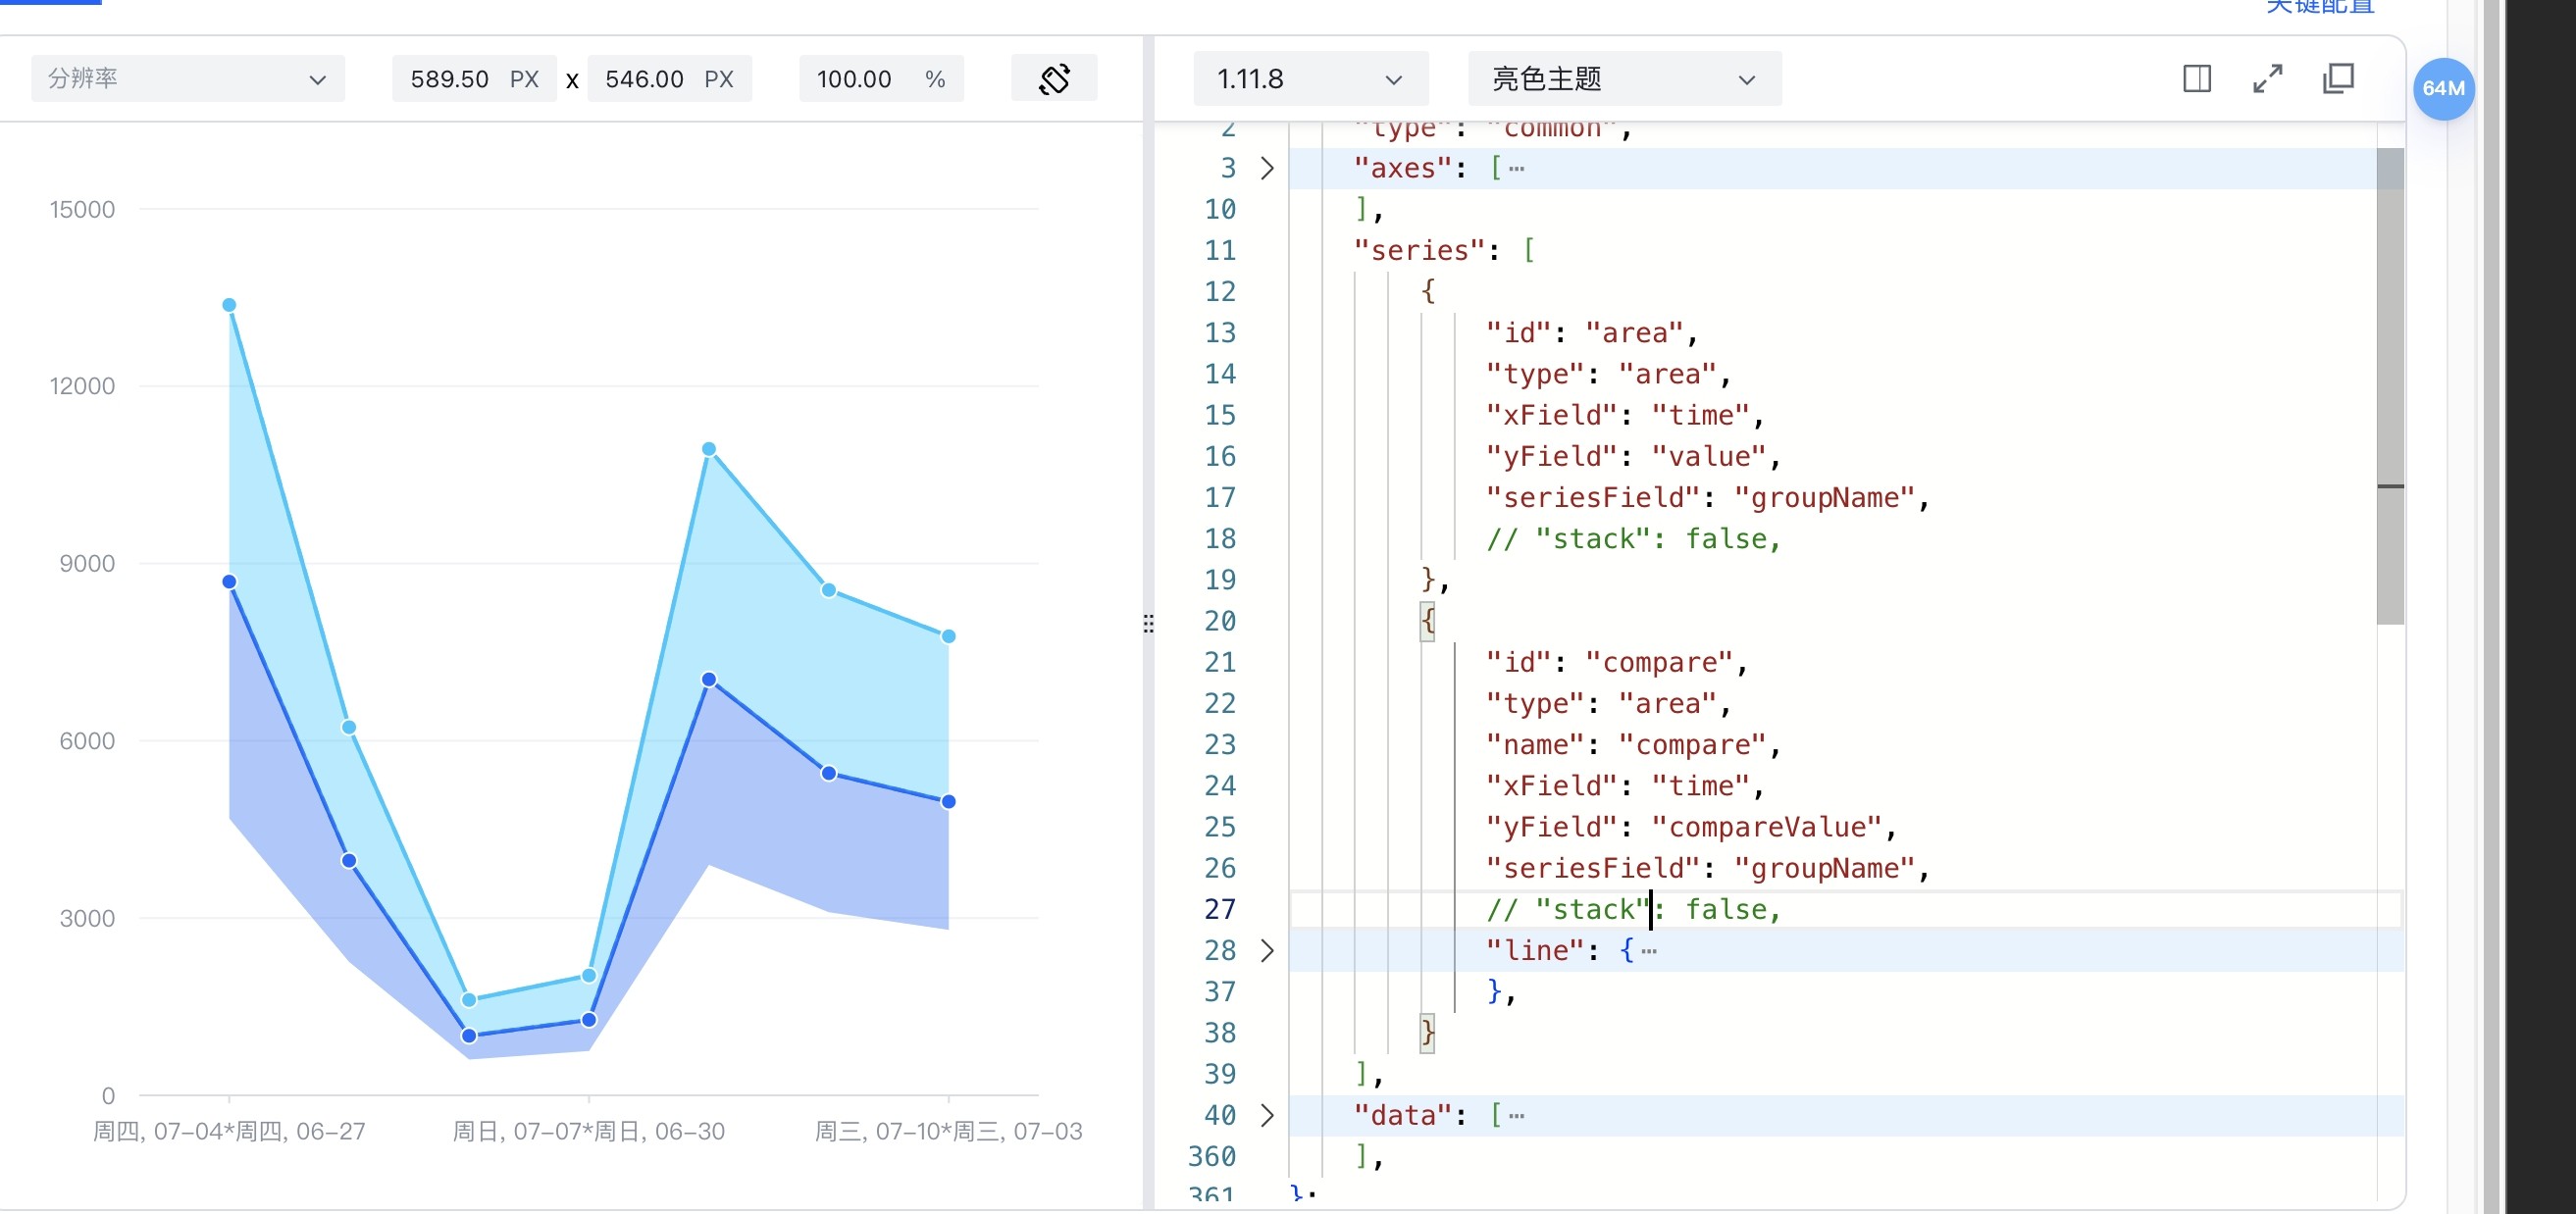 关键配置
分辨率
589.50 PX x 546.00 PX
100.00 %
1.11.8
亮色主题
64M
15000
12000
9000
6000
3000
0
周四, 07-04*周四, 06-27
周日, 07-07*周日, 06-30
周三, 07-10*周三, 07-03
2 "type": "common",
3 "axes": [ ⋯
10 ],
11 "series": [
12 {
13 "id": "area",
14 "type": "area",
15 "xField": "time",
16 "yField": "value",
17 "seriesField": "groupName",
18 // "stack": false,
19 },
20 {
21 "id": "compare",
22 "type": "area",
23 "name": "compare",
24 "xField": "time",
25 "yField": "compareValue",
26 "seriesField": "groupName",
27 // "stack": false,
28 "line": { ⋯
37 },
38 }
39 ],
40 "data": [ ⋯
360 ],
361 };